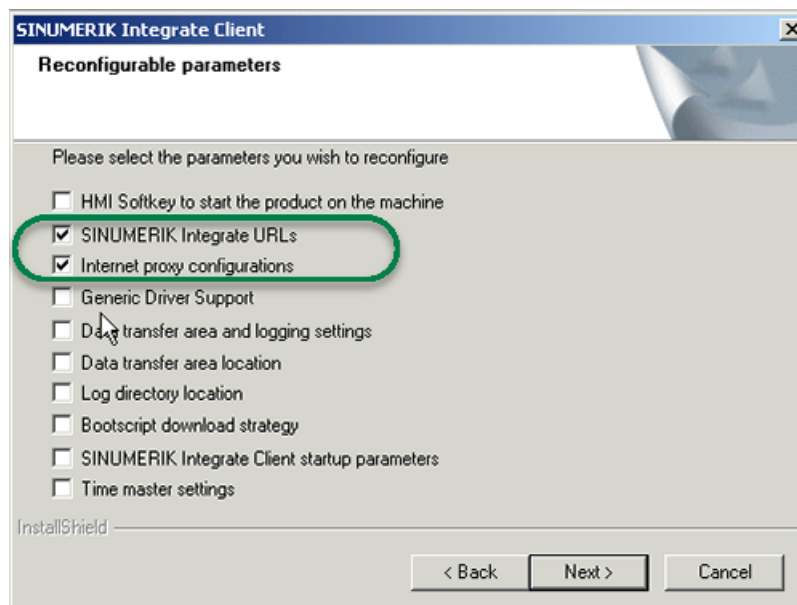 SINUMERIK Integrate Client
Reconfigurable parameters
Please select the parameters you wish to reconfigure
HMI Softkey to start the product on the machine
SINUMERIK Integrate URLs
Internet proxy configurations
Generic Driver Support
Data transfer area and logging settings
Data transfer area location
Log directory location
Bootscript download strategy
SINUMERIK Integrate Client startup parameters
Time master settings
InstallShield
< Back Next > Cancel